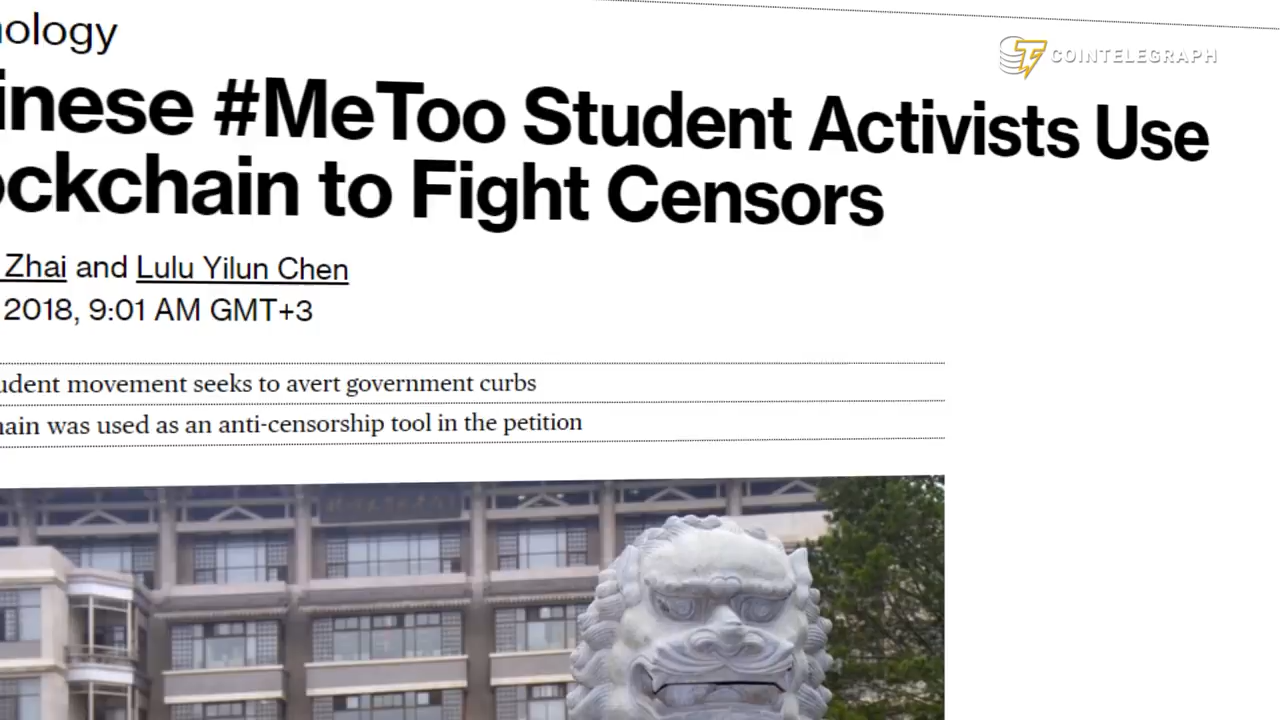 nology
COINTELEGRAPH
inese #MeToo Student Activists Use
ockchain to Fight Censors
Zhai and Lulu Yilun Chen
2018, 9:01 AM GMT+3
udent movement seeks to avert government curbs
hain was used as an anti-censorship tool in the petition